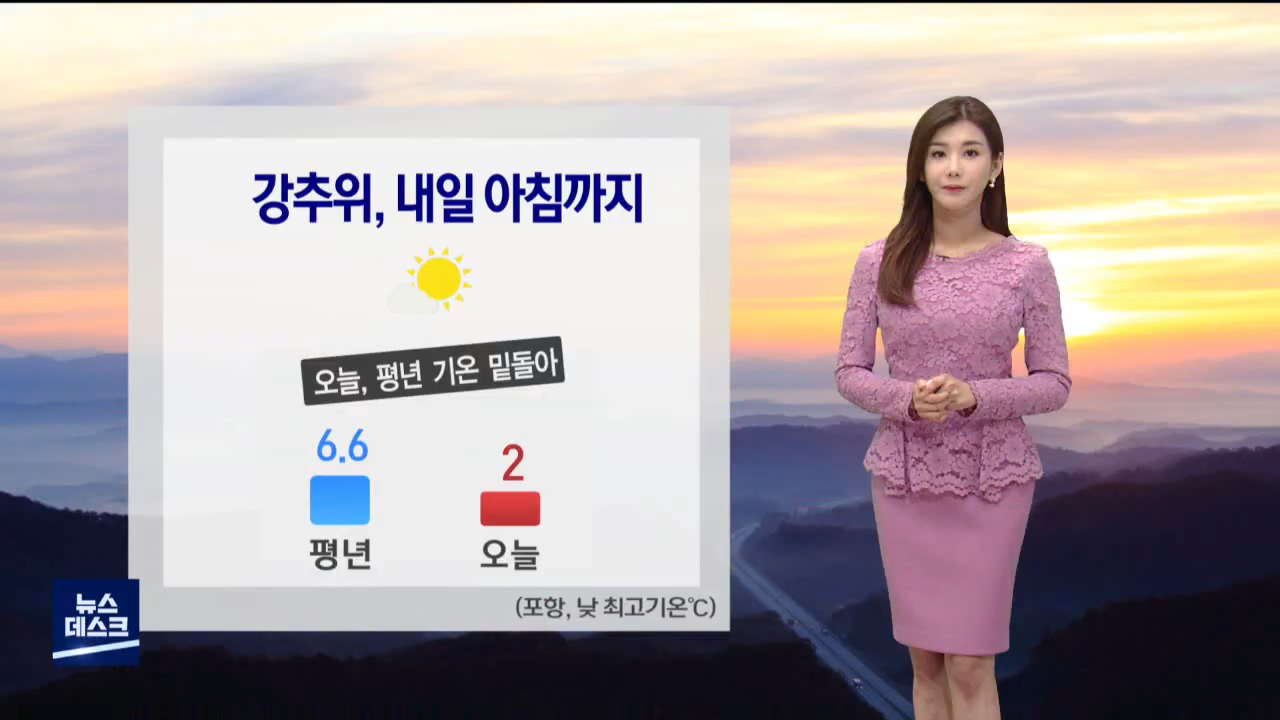 강추위, 내일 아침까지
오늘, 평년 기온 밑돌아
6.6
2
평년
오늘
(포항, 낮 최고기온℃)
뉴스
데스크